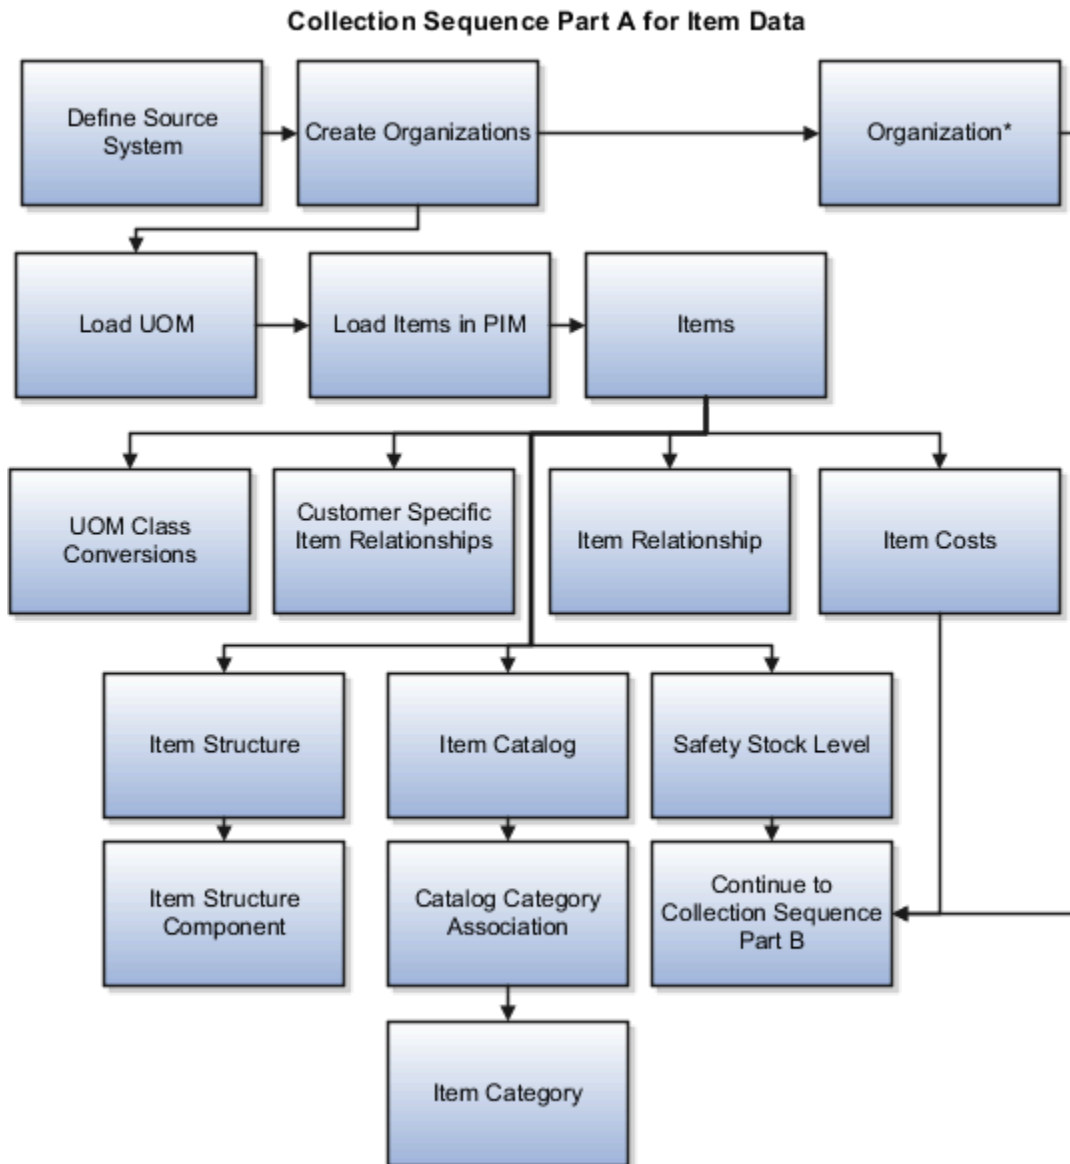 Collection Sequence Part A for Item Data
Define Source
System
Create Organizations
Organization*
Load UOM
Load Items in PIM
Items
UOM Class
Conversions
Customer Specific
Item Relationships
Item Relationship
Item Costs
Item Structure
Item Catalog
Safety Stock Level
Item Structure
Component
Catalog Category
Association
Continue to
Collection Sequence
Part B
Item Category